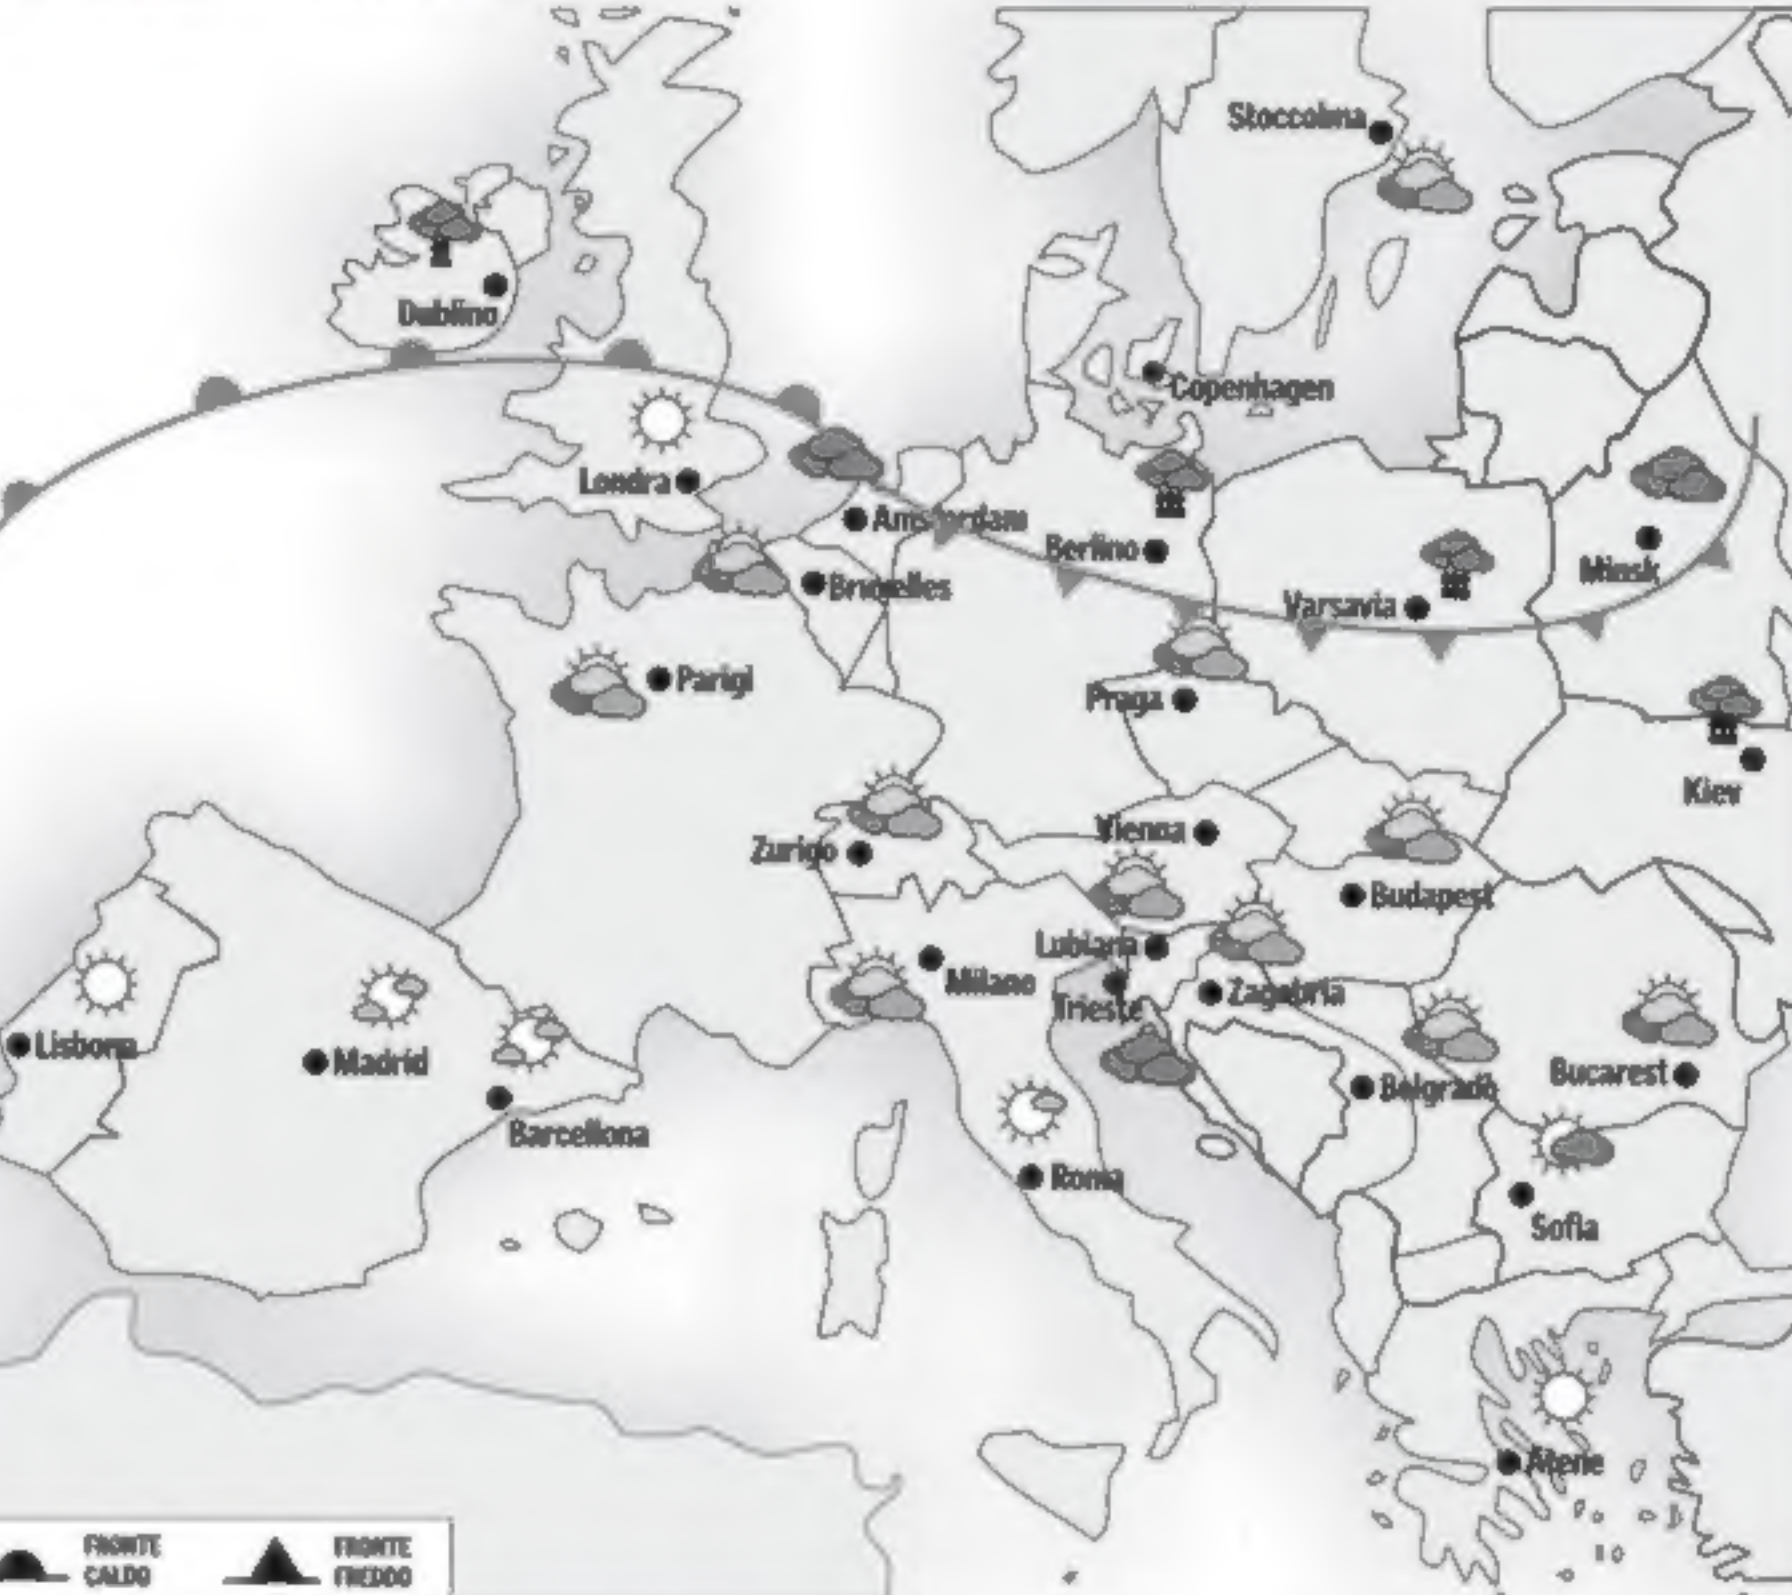 Stoccolma
Dublino
Copenhagen
Londra
Amsterdam
Berlino
Minsk
Bruxelles
Varsavia
Parigi
Praga
Kiev
Vienna
Zurigo
Budapest
Lubiana
Milano
Trieste
Zagabria
Lisbona
Madrid
Belgrado
Bucarest
Barcellona
Roma
Sofia
Atene
FRONTE
CALDO
FRONTE
FREDDO